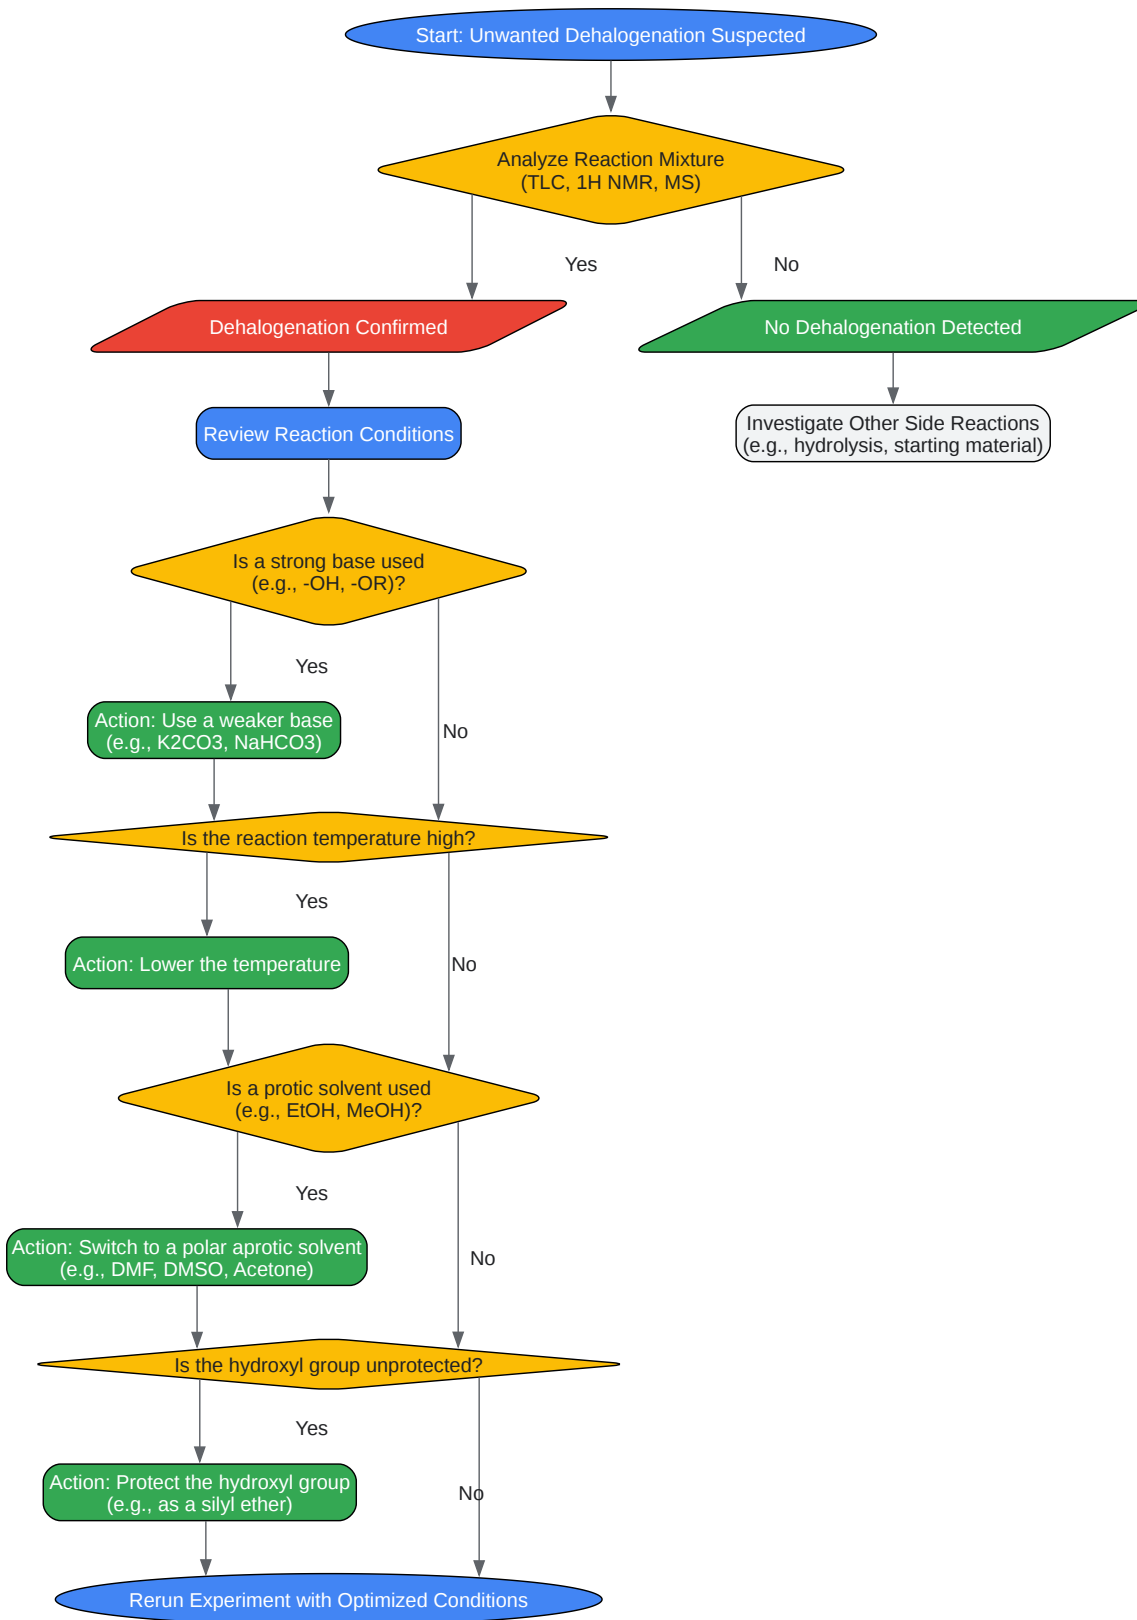 Start: Unwanted Dehalogenation Suspected
Analyze Reaction Mixture
(TLC, 1H NMR, MS)
Yes
No
Dehalogenation Confirmed
No Dehalogenation Detected
Review Reaction Conditions
Investigate Other Side Reactions
(e.g., hydrolysis, starting material)
Is a strong base used
(e.g., -OH, -OR)?
Yes
Action: Use a weaker base
(e.g., K2CO3, NaHCO3)
No
Is the reaction temperature high?
Yes
Action: Lower the temperature
No
Is a protic solvent used
(e.g., EtOH, MeOH)?
Yes
Action: Switch to a polar aprotic solvent
(e.g., DMF, DMSO, Acetone)
No
Is the hydroxyl group unprotected?
Yes
Action: Protect the hydroxyl group
(e.g., as a silyl ether)
No
Rerun Experiment with Optimized Conditions